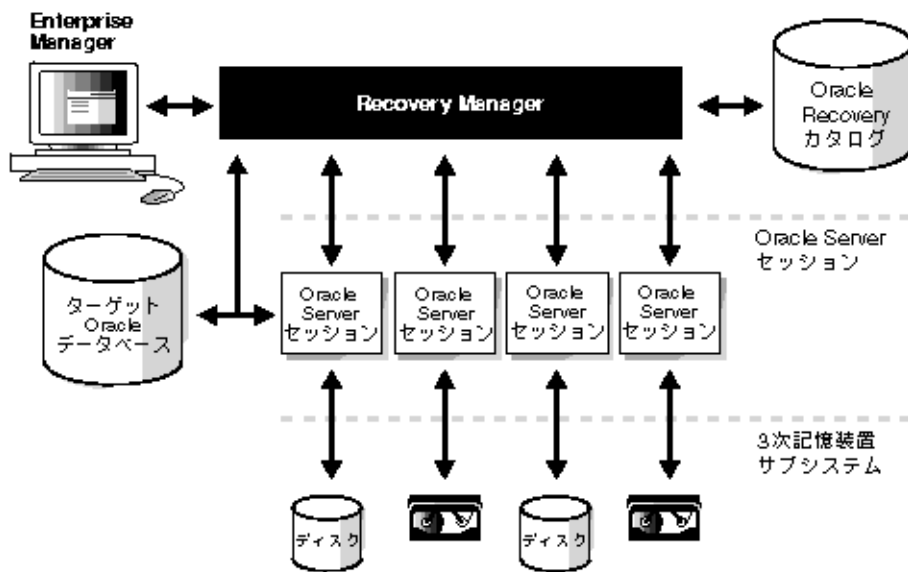 Enterprise
Manager
Recovery Manager
Oracle
Recovery
カタログ
Oracle Server
セッション
ターゲット
Oracle
データベース
Oracle
Server
セッション
Oracle
Server
セッション
Oracle
Server
セッション
Oracle
Server
セッション
3次記憶装置
サブシステム
ディスク
ディスク